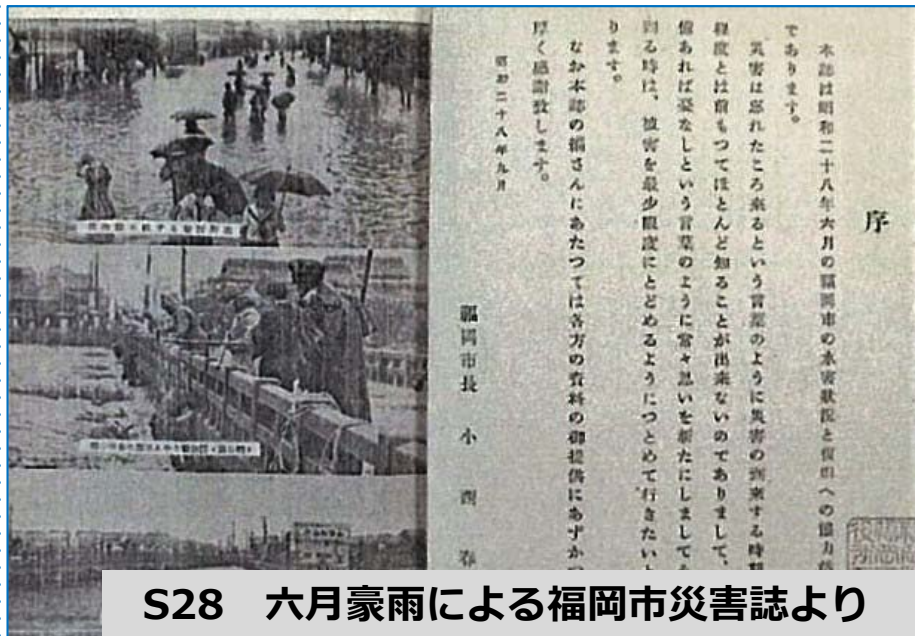 序
本誌は昭和二十八年六月の福岡市の水害状況と復旧への協力
であります。
災害は忘れたころ来るという言葉のように災害の到来する時
程度とは前もつてほとんど知ることが出来ないのでありまして、
備あれば憂なしという言葉のように常々思いを新たにしまして
到る時は、被害を最少限度にとどめるようにつとめて行きたい
ります。
なお本誌の編さんにあたつては各方の資料の御提供にあずか
厚く感謝致します。
昭和二十八年九月
福岡市長 小西春
S28 六月豪雨による福岡市災害誌より